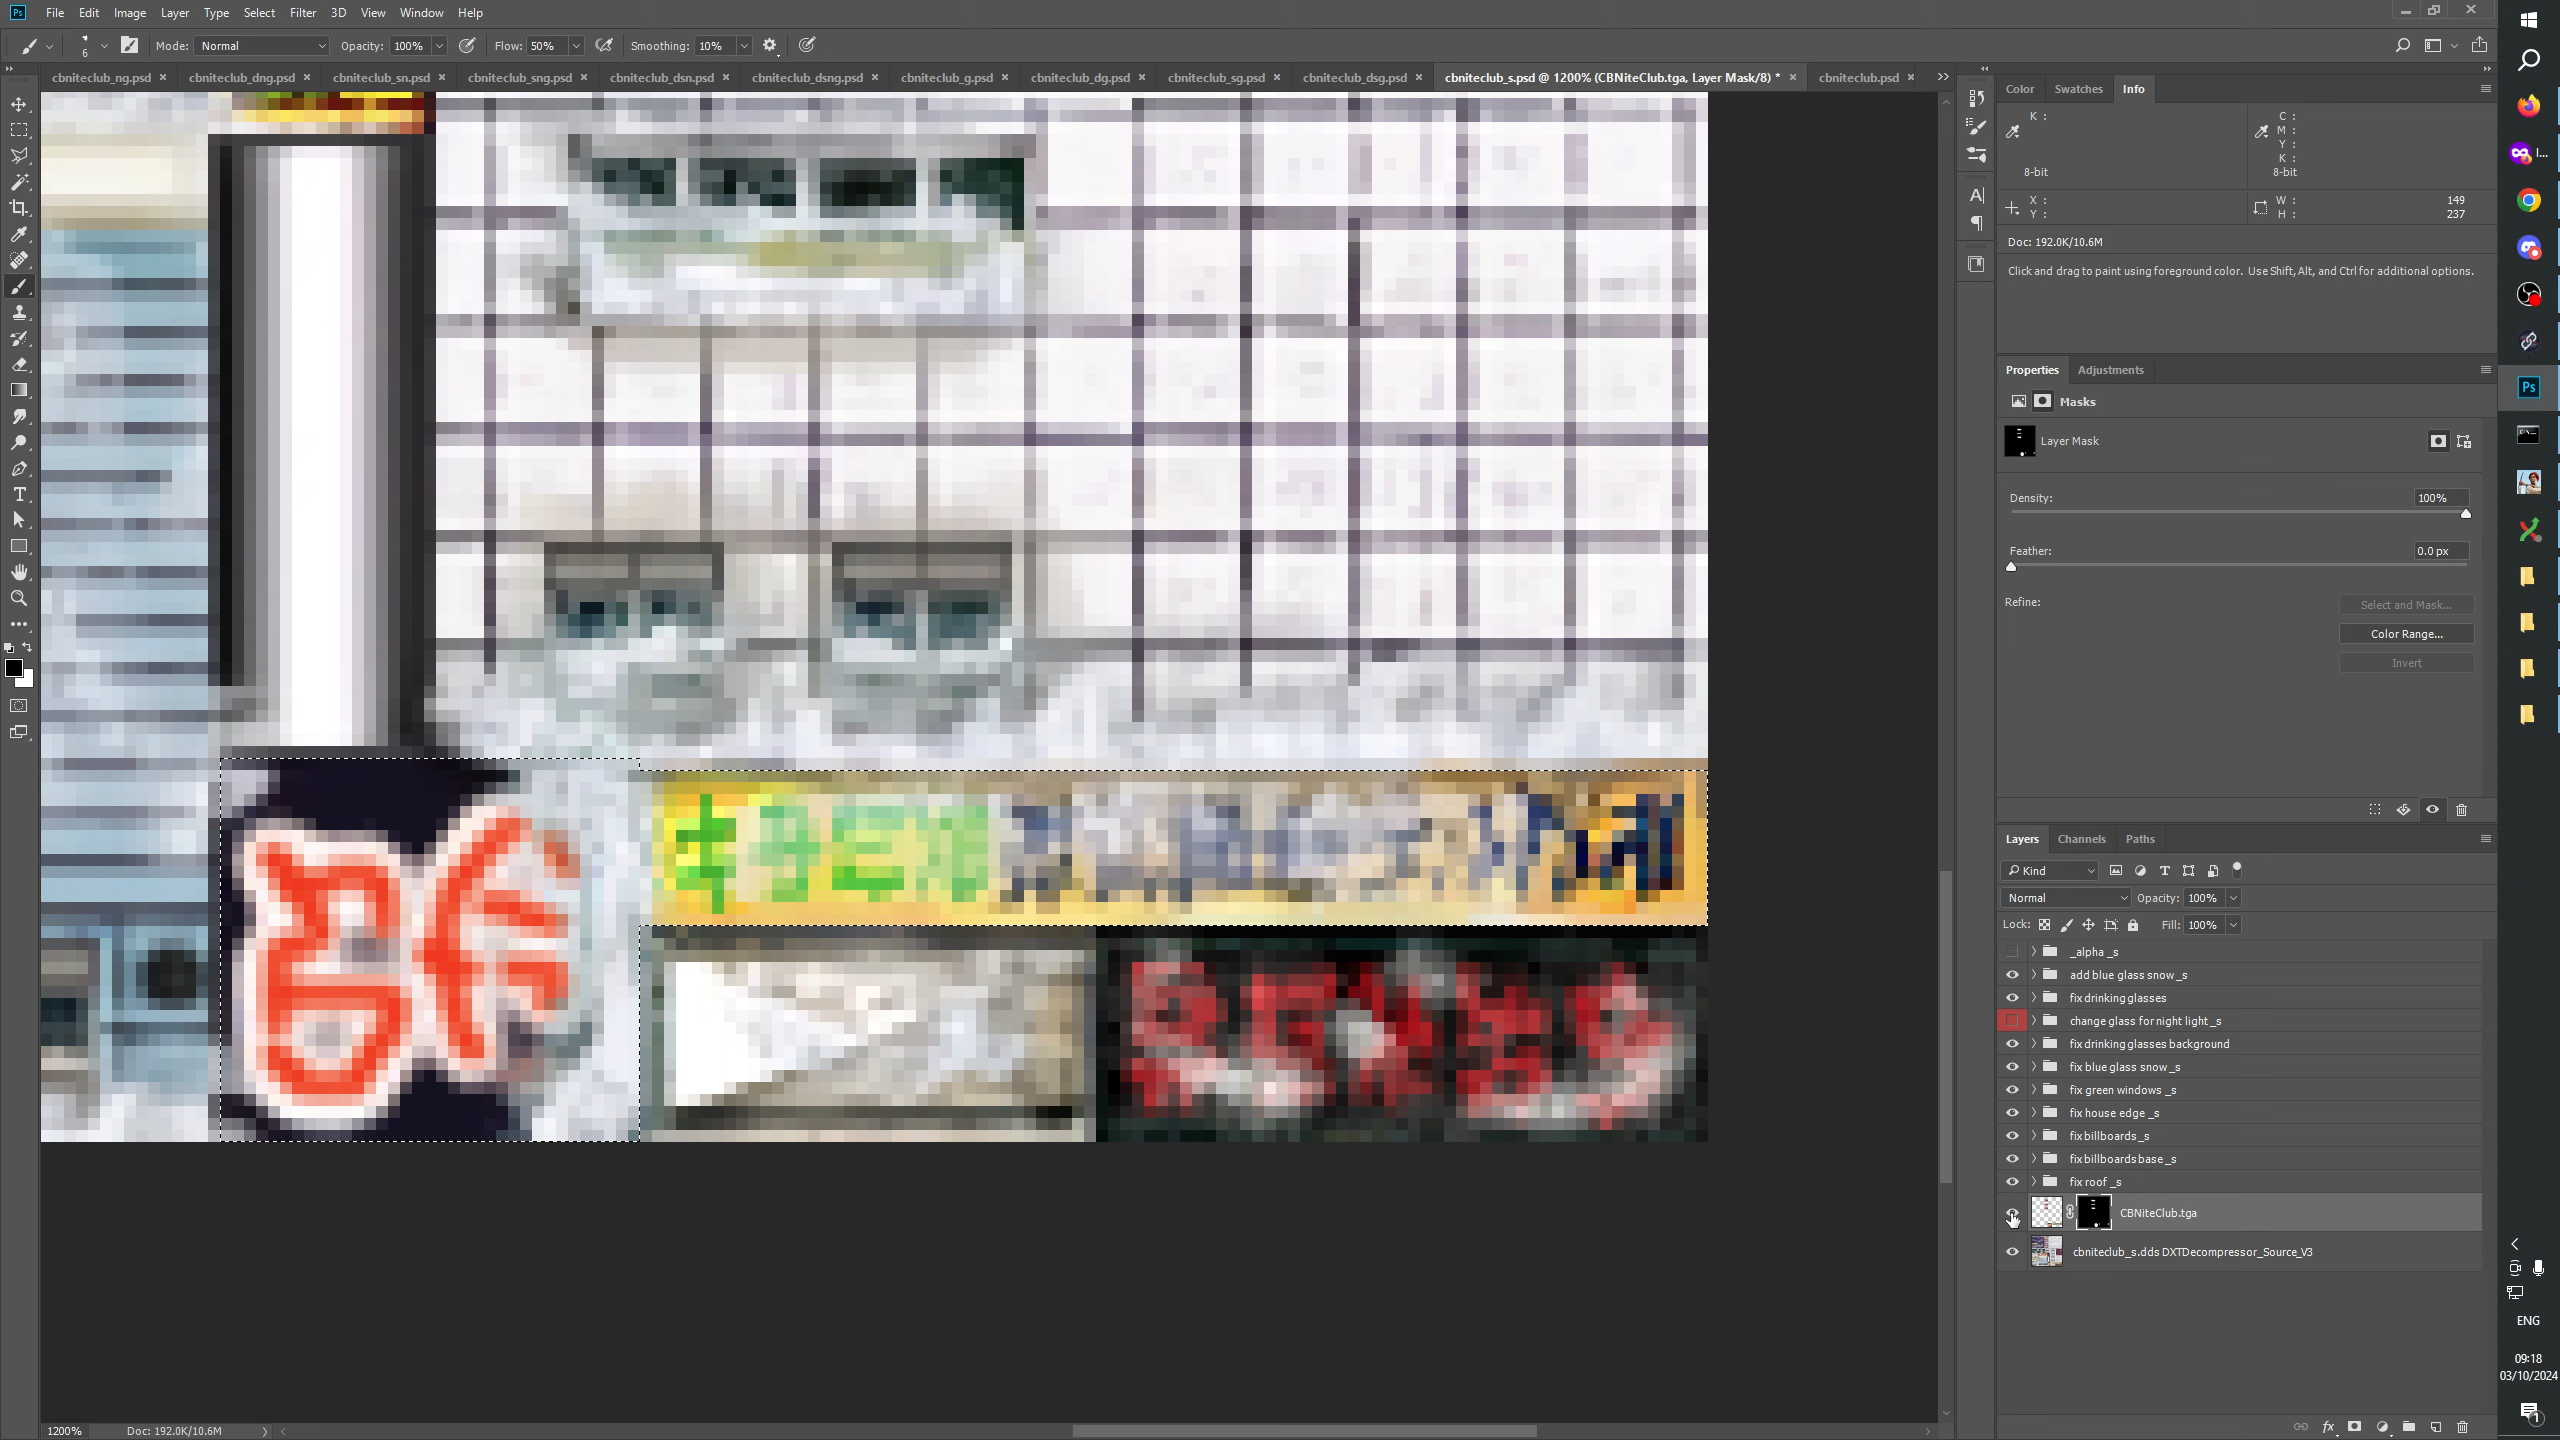 Ps File Edit Image Layer Type Select Filter 3D View Window Help
6 Mode: Normal Opacity: 100% Flow: 50% Smoothing: 10%
cbniteclub_ng.psd × cbniteclub_dng.psd × cbniteclub_sn.psd × cbniteclub_sng.psd × cbniteclub_dsn.psd × cbniteclub_dsng.psd × cbniteclub_g.psd × cbniteclub_dg.psd × cbniteclub_sg.psd × cbniteclub_dsg.psd × cbniteclub_s.psd @ 1200% (CBNiteClub.tga, Layer Mask/8) * × cbniteclub.psd ×
Color Swatches Info
K :
8-bit
C :
M :
Y :
K :
8-bit
X :
Y :
W : 149
H : 237
Doc: 192.0K/10.6M
Click and drag to paint using foreground color. Use Shift, Alt, and Ctrl for additional options.
Properties Adjustments
Masks
Layer Mask
Density: 100%
Feather: 0.0 px
Refine:
Select and Mask...
Color Range...
Invert
Layers Channels Paths
Kind
Normal Opacity: 100%
Lock: Fill: 100%
_alpha _s
add blue glass snow _s
fix drinking glasses
change glass for night light _s
fix drinking glasses background
fix blue glass snow _s
fix green windows _s
fix house edge _s
fix billboards _s
fix billboards base _s
fix roof _s
CBNiteClub.tga
cbniteclub_s.dds DXTDecompressor_Source_V3
1200% Doc: 192.0K/10.6M
I...
Ps
ENG
09:18
03/10/2024
1